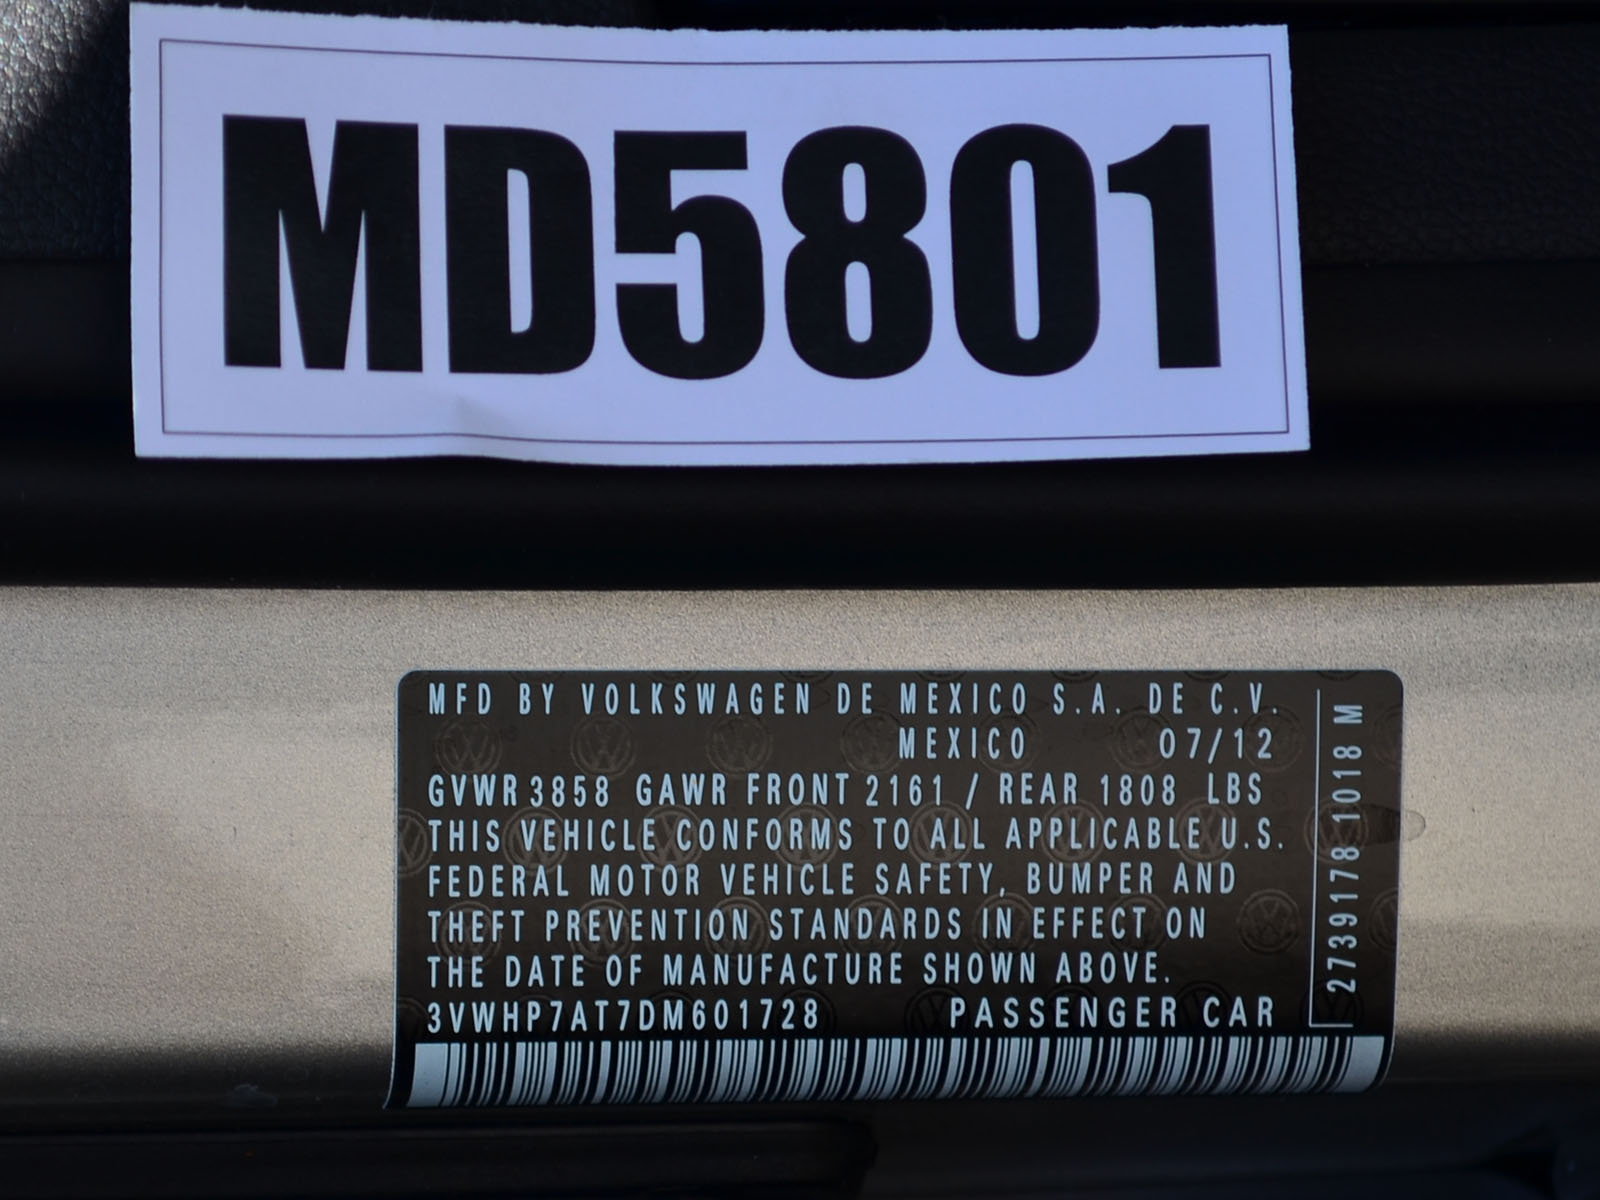 MD5801
MFD BY VOLKSWAGEN DE MEXICO S.A. DE C.V.
MEXICO 07/12
GVWR 3858 GAWR FRONT 2161 / REAR 1808 LBS
THIS VEHICLE CONFORMS TO ALL APPLICABLE U.S.
FEDERAL MOTOR VEHICLE SAFETY, BUMPER AND
THEFT PREVENTION STANDARDS IN EFFECT ON
THE DATE OF MANUFACTURE SHOWN ABOVE.
3VWHP7AT7DM601728 PASSENGER CAR
2739178 1018 M